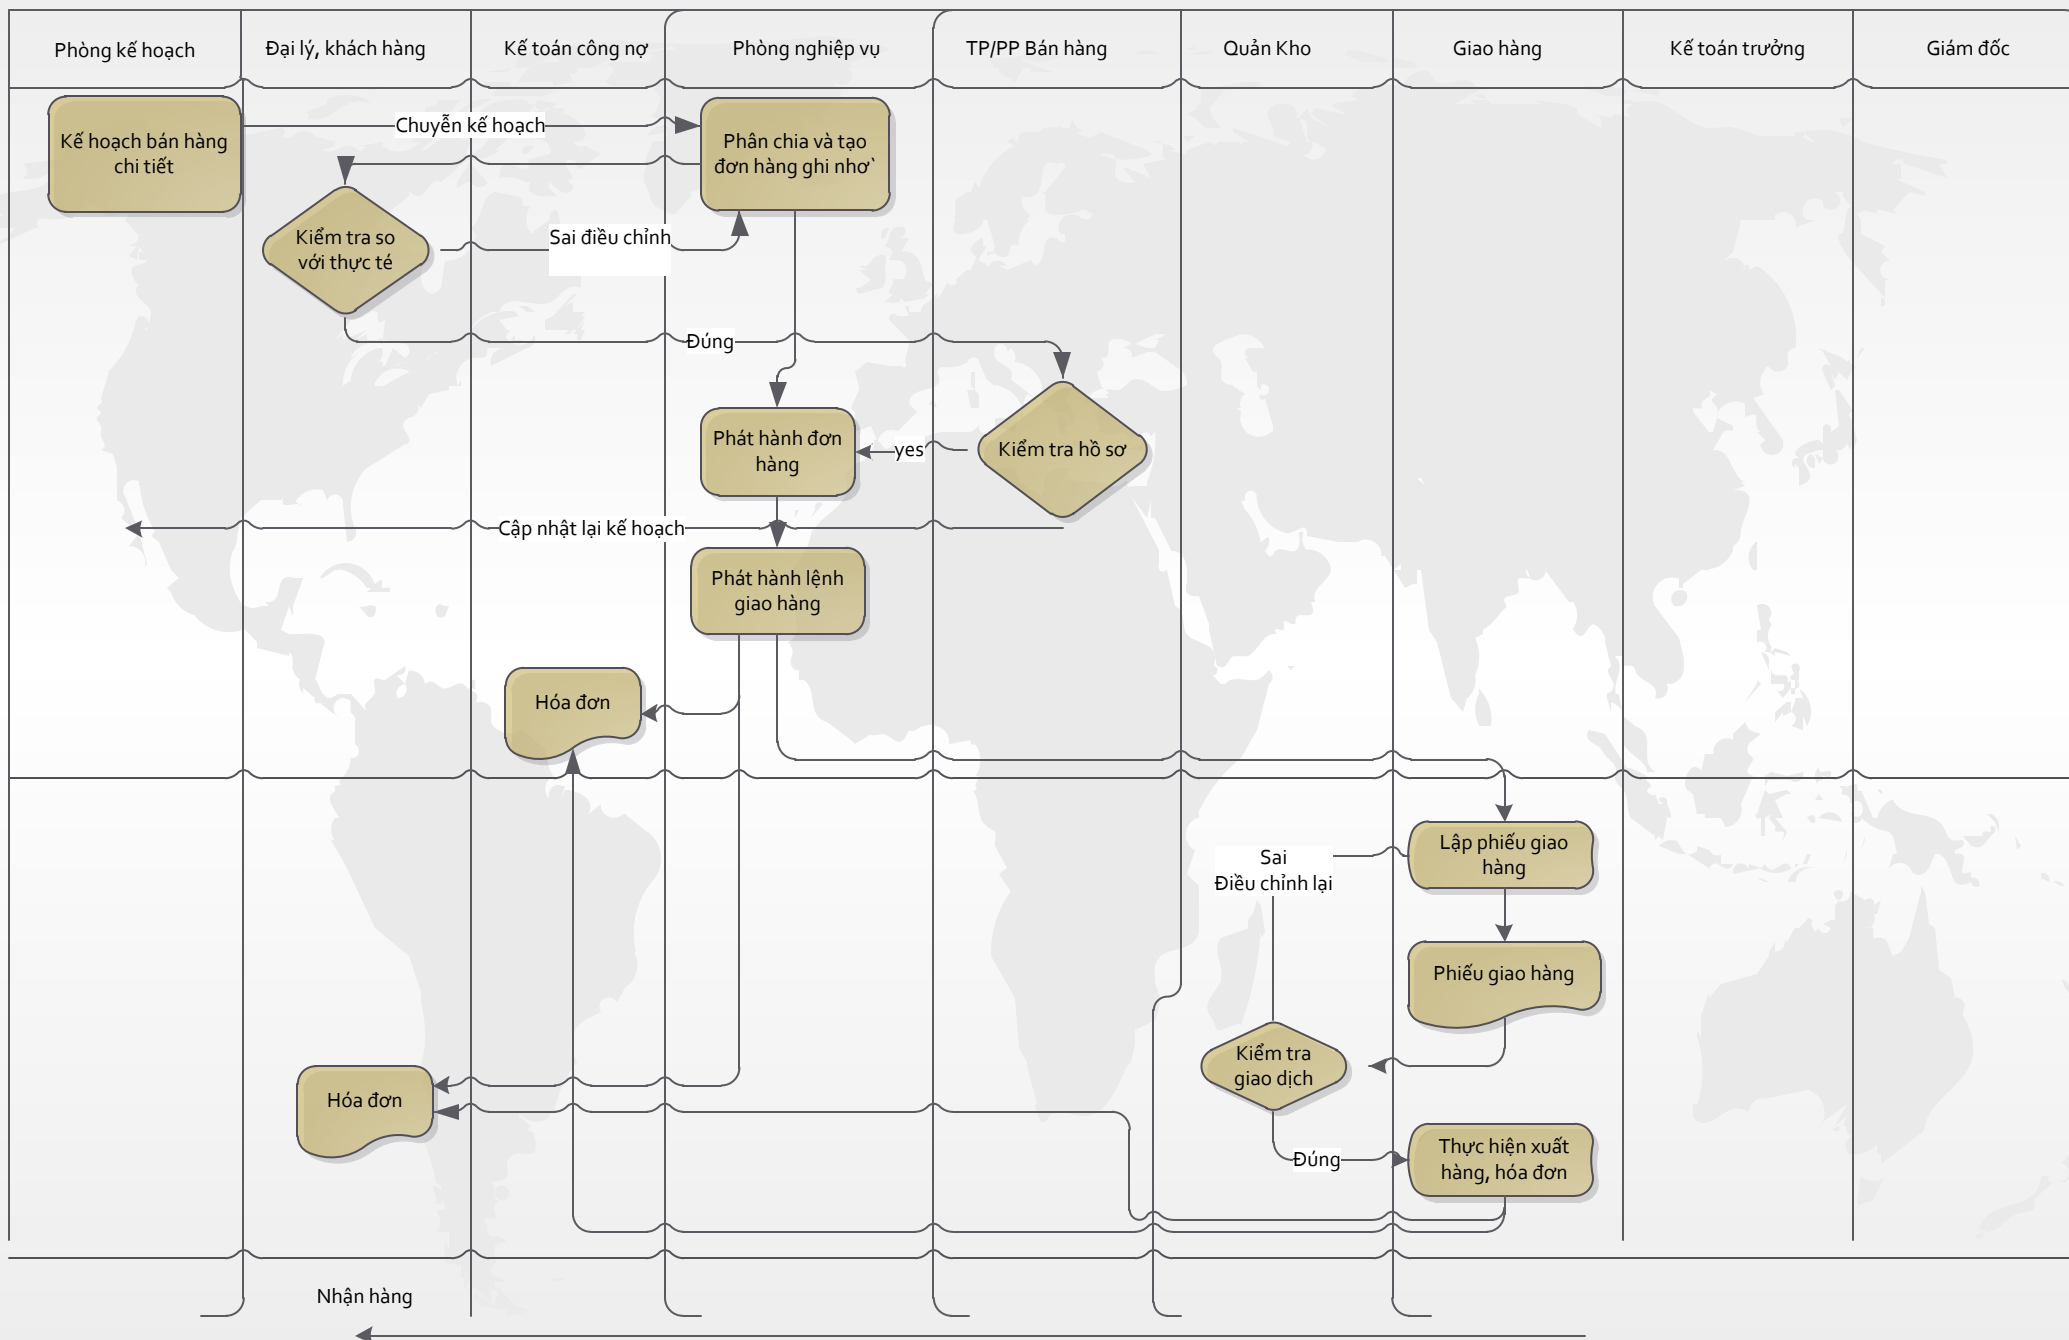 Phòng kế hoạch
Đại lý, khách hàng
Kế toán công nợ
Phòng nghiệp vụ
TP/PP Bán hàng
Quản Kho
Giao hàng
Kế toán trưởng
Giám đốc
Kế hoạch bán hàng
chi tiết
Chuyễn kế hoạch
Phân chia và tạo
đơn hàng ghi nhơ`
Kiểm tra so
với thực té
Sai điều chỉnh
Đúng
Phát hành đơn
hàng
yes
Kiểm tra hồ sơ
Cập nhật lại kế hoạch
Phát hành lệnh
giao hàng
Hóa đơn
Lập phiếu giao
hàng
Sai
Điều chỉnh lại
Phiếu giao hàng
Kiểm tra
giao dịch
Hóa đơn
Đúng
Thực hiện xuất
hàng, hóa đơn
Nhận hàng